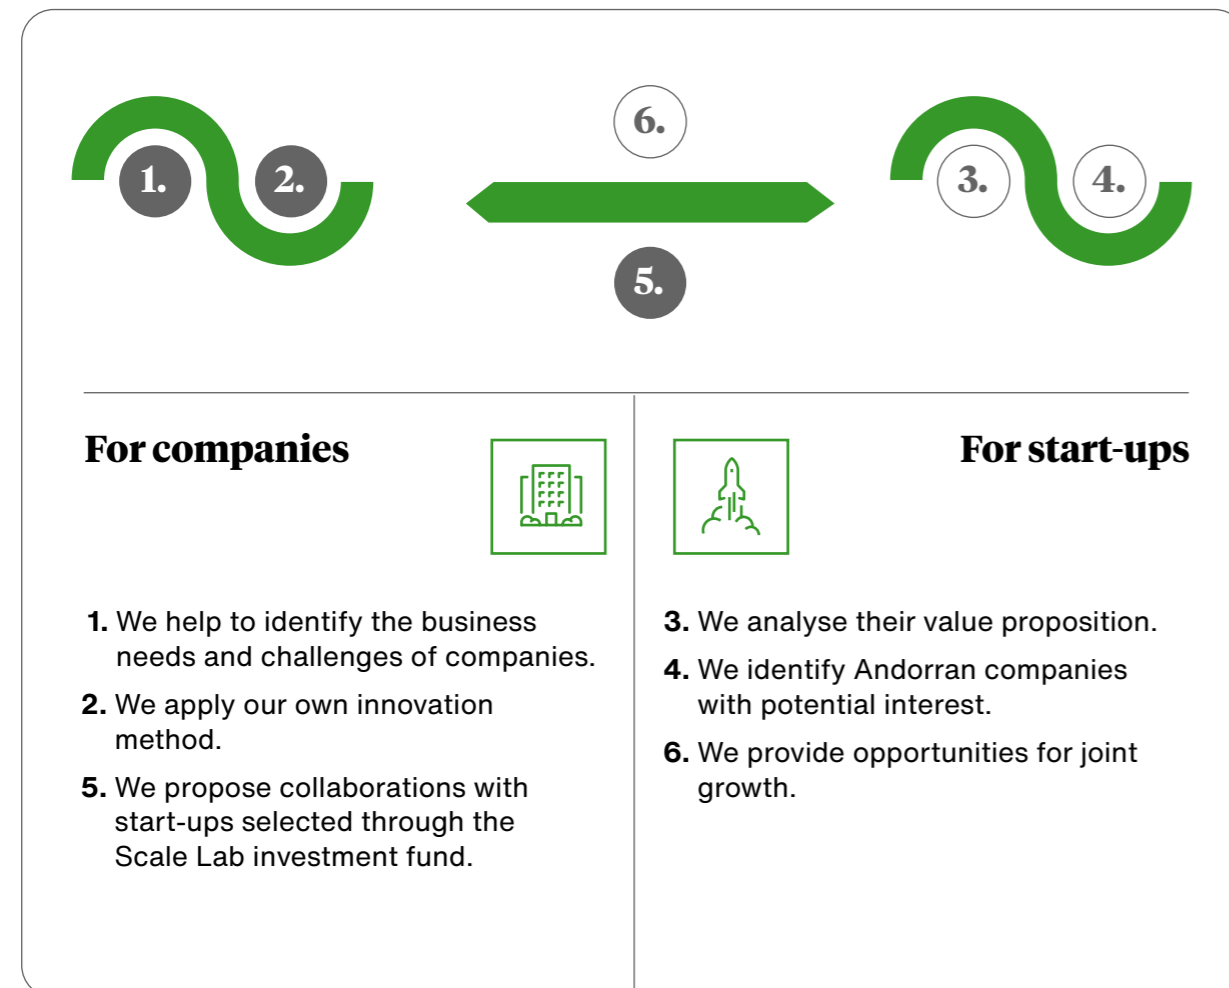 6.
1.
2.
3.
4.
5.
For companies
1. We help to identify the business
needs and challenges of companies.
2. We apply our own innovation
method.
5. We propose collaborations with
start-ups selected through the
Scale Lab investment fund.
For start-ups
3. We analyse their value proposition.
4. We identify Andorran companies
with potential interest.
6. We provide opportunities for joint
growth.